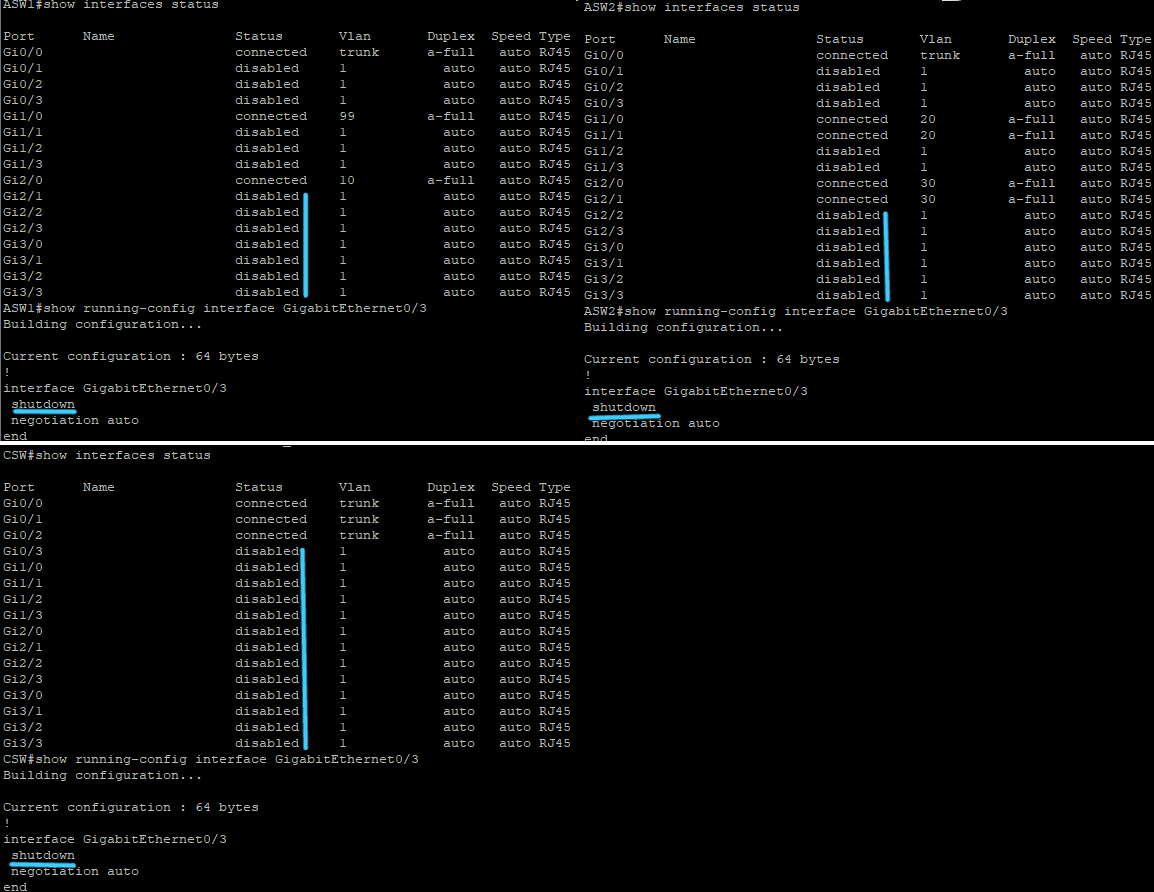 ASW1#show interfaces status
Port      Name               Status       Vlan       Duplex  Speed Type
Gi0/0                        connected    trunk      a-full   auto RJ45
Gi0/1                        disabled     1            auto   auto RJ45
Gi0/2                        disabled     1            auto   auto RJ45
Gi0/3                        disabled     1            auto   auto RJ45
Gi1/0                        connected    99         a-full   auto RJ45
Gi1/1                        disabled     1            auto   auto RJ45
Gi1/2                        disabled     1            auto   auto RJ45
Gi1/3                        disabled     1            auto   auto RJ45
Gi2/0                        connected    10         a-full   auto RJ45
Gi2/1                        disabled     1            auto   auto RJ45
Gi2/2                        disabled     1            auto   auto RJ45
Gi2/3                        disabled     1            auto   auto RJ45
Gi3/0                        disabled     1            auto   auto RJ45
Gi3/1                        disabled     1            auto   auto RJ45
Gi3/2                        disabled     1            auto   auto RJ45
Gi3/3                        disabled     1            auto   auto RJ45
ASW1#show running-config interface GigabitEthernet0/3
Building configuration...
Current configuration : 64 bytes
!
interface GigabitEthernet0/3
 shutdown
 negotiation auto
end
ASW2#show interfaces status
Port      Name               Status       Vlan       Duplex  Speed Type
Gi0/0                        connected    trunk      a-full   auto RJ45
Gi0/1                        disabled     1            auto   auto RJ45
Gi0/2                        disabled     1            auto   auto RJ45
Gi0/3                        disabled     1            auto   auto RJ45
Gi1/0                        connected    20         a-full   auto RJ45
Gi1/1                        connected    20         a-full   auto RJ45
Gi1/2                        disabled     1            auto   auto RJ45
Gi1/3                        disabled     1            auto   auto RJ45
Gi2/0                        connected    30         a-full   auto RJ45
Gi2/1                        connected    30         a-full   auto RJ45
Gi2/2                        disabled     1            auto   auto RJ45
Gi2/3                        disabled     1            auto   auto RJ45
Gi3/0                        disabled     1            auto   auto RJ45
Gi3/1                        disabled     1            auto   auto RJ45
Gi3/2                        disabled     1            auto   auto RJ45
Gi3/3                        disabled     1            auto   auto RJ45
ASW2#show running-config interface GigabitEthernet0/3
Building configuration...
Current configuration : 64 bytes
!
interface GigabitEthernet0/3
 shutdown
 negotiation auto
end
CSW#show interfaces status
Port      Name               Status       Vlan       Duplex  Speed Type
Gi0/0                        connected    trunk      a-full   auto RJ45
Gi0/1                        connected    trunk      a-full   auto RJ45
Gi0/2                        connected    trunk      a-full   auto RJ45
Gi0/3                        disabled     1            auto   auto RJ45
Gi1/0                        disabled     1            auto   auto RJ45
Gi1/1                        disabled     1            auto   auto RJ45
Gi1/2                        disabled     1            auto   auto RJ45
Gi1/3                        disabled     1            auto   auto RJ45
Gi2/0                        disabled     1            auto   auto RJ45
Gi2/1                        disabled     1            auto   auto RJ45
Gi2/2                        disabled     1            auto   auto RJ45
Gi2/3                        disabled     1            auto   auto RJ45
Gi3/0                        disabled     1            auto   auto RJ45
Gi3/1                        disabled     1            auto   auto RJ45
Gi3/2                        disabled     1            auto   auto RJ45
Gi3/3                        disabled     1            auto   auto RJ45
CSW#show running-config interface GigabitEthernet0/3
Building configuration...
Current configuration : 64 bytes
!
interface GigabitEthernet0/3
 shutdown
 negotiation auto
end